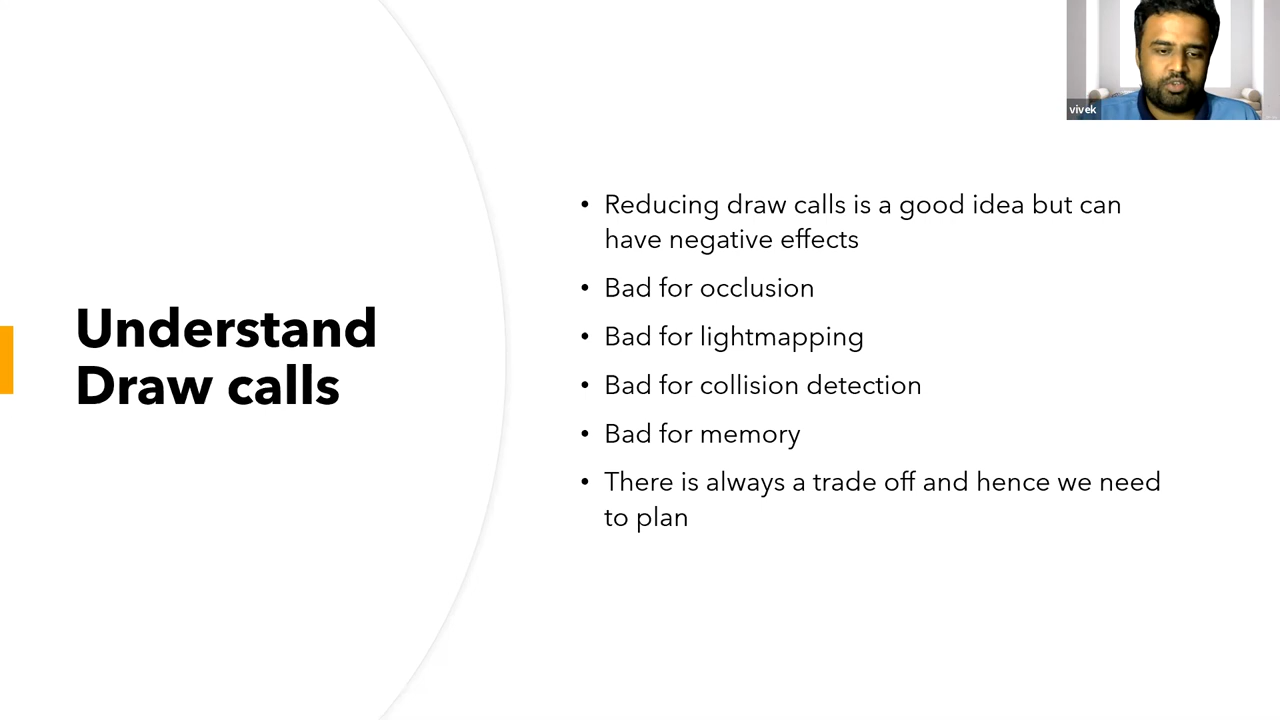 vivek
Understand
Draw calls
• Reducing draw calls is a good idea but can
have negative effects
• Bad for occlusion
• Bad for lightmapping
• Bad for collision detection
• Bad for memory
• There is always a trade off and hence we need
to plan